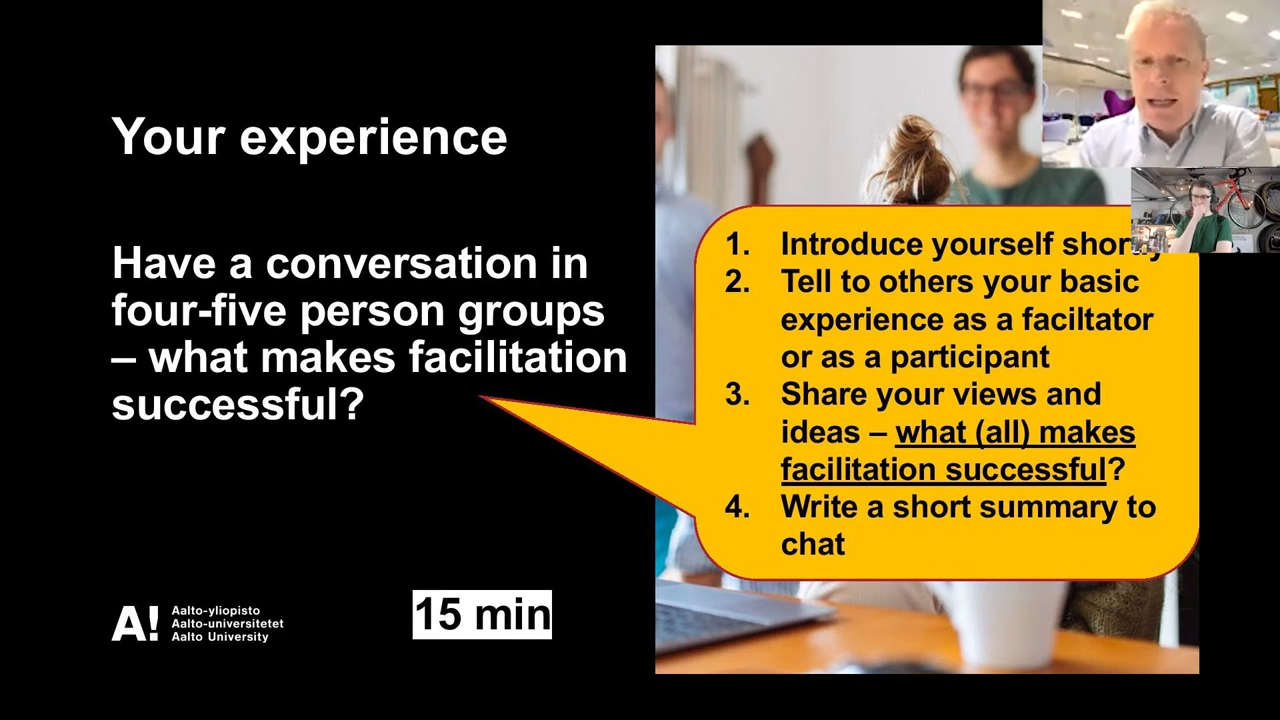 Your experience
Have a conversation in
four-five person groups
– what makes facilitation
successful?
1. Introduce yourself
2. Tell to others your basic
experience as a faciltator
or as a participant
3. Share your views and
ideas – what (all) makes
facilitation successful?
4. Write a short summary to
chat
A! Aalto-yliopisto
Aalto-universitetet
Aalto University
15 min